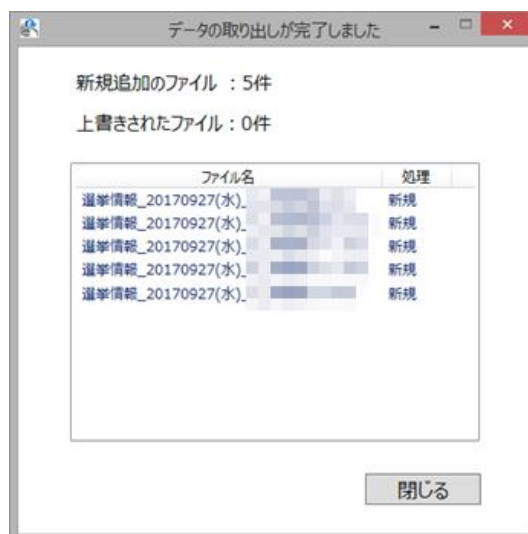 データの取り出しが完了しました
新規追加のファイル：5件
上書きされたファイル：0件
ファイル名 処理
選挙情報_20170927(水)_ 新規
選挙情報_20170927(水)_ 新規
選挙情報_20170927(水)_ 新規
選挙情報_20170927(水)_ 新規
選挙情報_20170927(水)_ 新規
閉じる